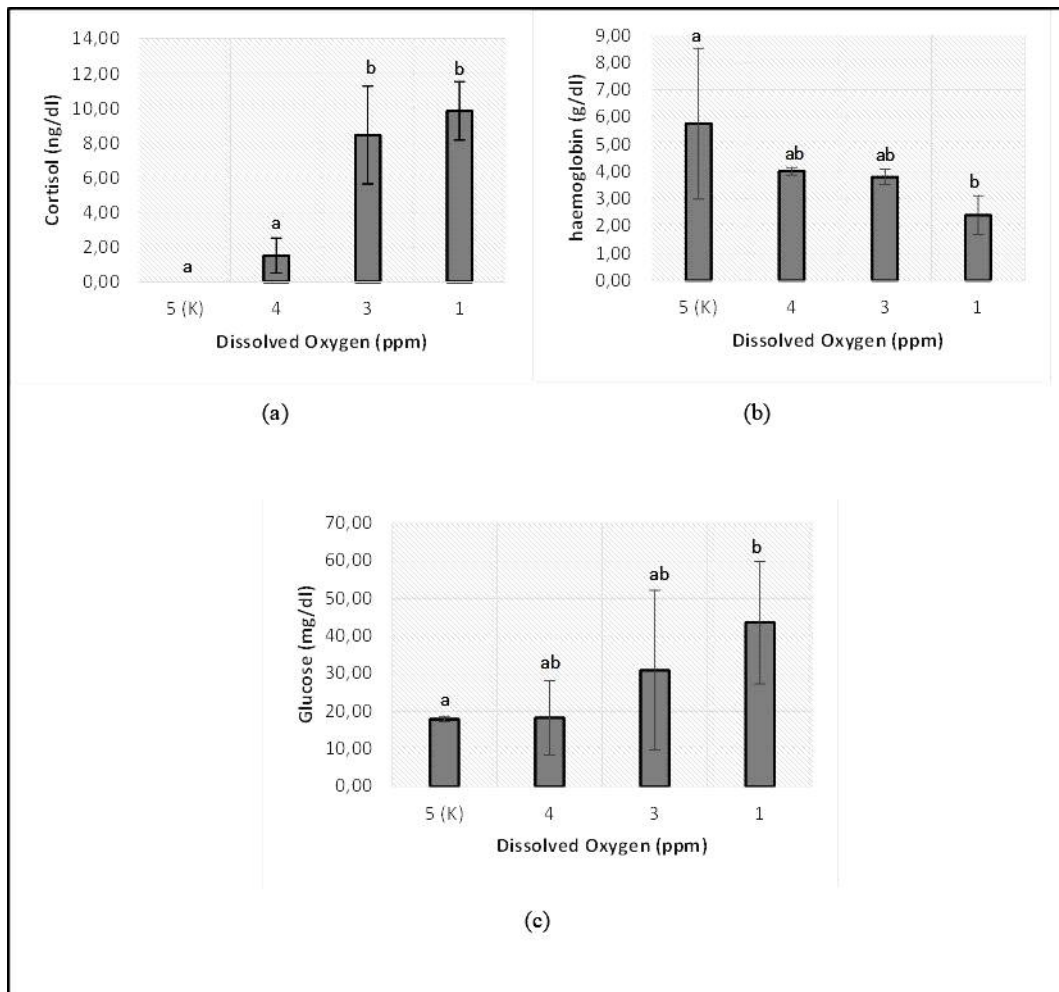 14,00
12,00
10,00
8,00
6,00
4,00
2,00
0,00
Cortisol (ng/dl)
a
a
b
b
5 (K) 4 3 1
Dissolved Oxygen (ppm)
(a)
9,00
8,00
7,00
6,00
5,00
4,00
3,00
2,00
1,00
0,00
haemoglobin (g/dl)
a
ab
ab
b
5 (K) 4 3 1
Dissolved Oxygen (ppm)
(b)
70,00
60,00
50,00
40,00
30,00
20,00
10,00
0,00
Glucose (mg/dl)
a
ab
ab
b
5 (K) 4 3 1
Dissolved Oxygen (ppm)
(c)